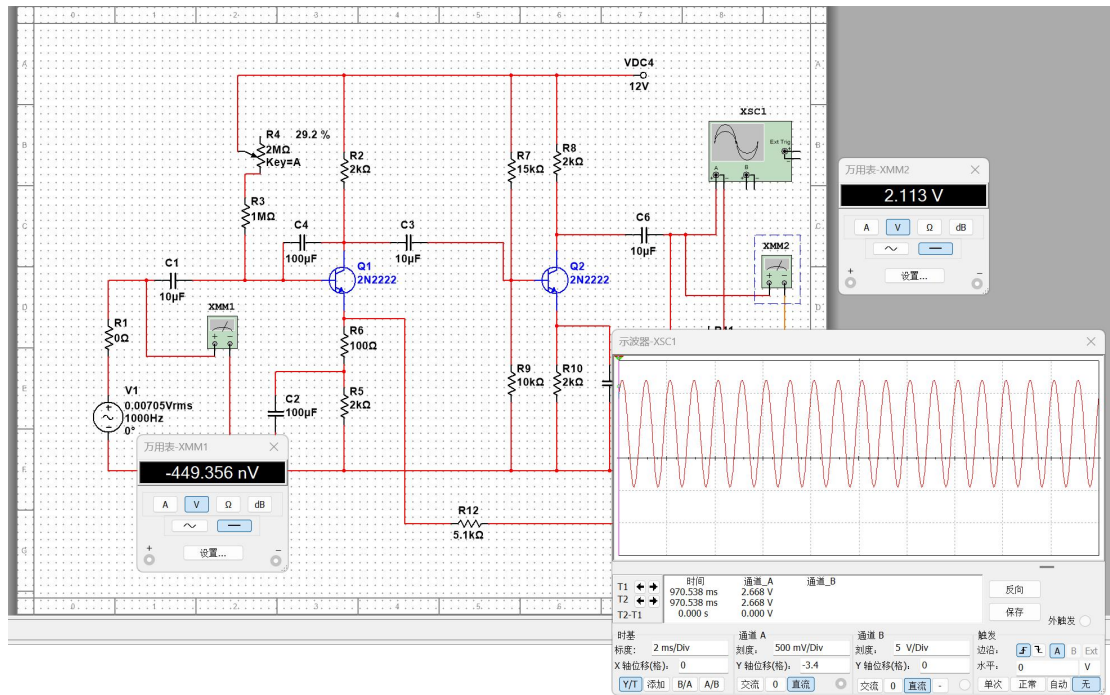 0 1 2 3 4 5 6 7 8
A
B
C
D
E
F
G
VDC4
12V
XSC1
Ext Trig
A B
R4 29.2 %
2MΩ
Key=A
R2
2kΩ
R7
15kΩ
R8
2kΩ
R3
1MΩ
C4
100µF
C3
10µF
C6
10µF
XMM2
C1
10µF
Q1
2N2222
Q2
2N2222
R1
0Ω
XMM1
R6
100Ω
R9
10kΩ
R10
2kΩ
V1
0.00705Vrms
1000Hz
0°
C2
100µF
R5
2kΩ
R12
5.1kΩ
万用表-XMM2
2.113 V
A V Ω dB
设置...
+ −
万用表-XMM1
-449.356 nV
A V Ω dB
设置...
+ −
示波器-XSC1
时间 通道_A 通道_B
T1 970.538 ms 2.668 V
T2 970.538 ms 2.668 V
T2-T1 0.000 s 0.000 V
反向
保存
外触发
时基 通道 A 通道 B 触发
标度: 2 ms/Div 刻度: 500 mV/Div 刻度: 5 V/Div 边沿: A B Ext
X 轴位移(格): 0 Y 轴位移(格): -3.4 Y 轴位移(格): 0 水平: 0 V
Y/T 添加 B/A A/B 交流 0 直流 交流 0 直流 - 单次 正常 自动 无